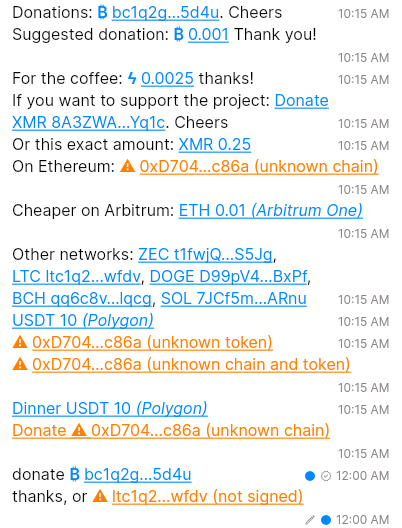 Donations: ₿ bc1q2g...5d4u. Cheers 10:15 AM
Suggested donation: ₿ 0.001 Thank you!
10:15 AM
For the coffee: ϟ 0.0025 thanks! 10:15 AM
If you want to support the project: Donate
XMR 8A3ZWA...Yq1c. Cheers 10:15 AM
Or this exact amount: XMR 0.25 10:15 AM
On Ethereum: ⚠ 0xD704...c86a (unknown chain)
10:15 AM
Cheaper on Arbitrum: ETH 0.01 (Arbitrum One)
10:15 AM
Other networks: ZEC t1fwjQ...S5Jg,
LTC ltc1q2...wfdv, DOGE D99pV4...BxPf,
BCH qq6c8v...lqcg, SOL 7JCf5m...ARnu 10:15 AM
USDT 10 (Polygon) 10:15 AM
⚠ 0xD704...c86a (unknown token) 10:15 AM
⚠ 0xD704...c86a (unknown chain and token)
10:15 AM
Dinner USDT 10 (Polygon) 10:15 AM
Donate ⚠ 0xD704...c86a (unknown chain)
10:15 AM
donate ₿ bc1q2g...5d4u 12:00 AM
thanks, or ⚠ ltc1q2...wfdv (not signed)
12:00 AM